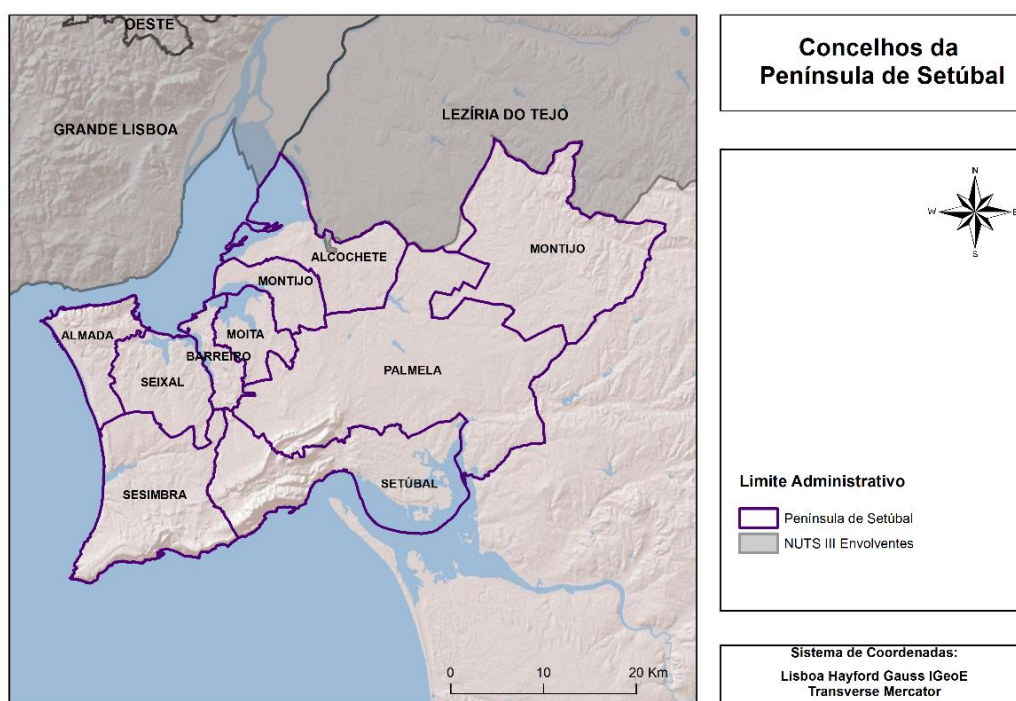 OESTE
GRANDE LISBOA
LEZÍRIA DO TEJO
MONTIJO
ALCOCHETE
MONTIJO
ALMADA
MOITA
BARREIRO
SEIXAL
PALMELA
SESIMBRA
SETÚBAL
0 10 20 Km
Concelhos da
Península de Setúbal
N
W E
S
Limite Administrativo
Península de Setúbal
NUTS III Envolventes
Sistema de Coordenadas:
Lisboa Hayford Gauss IGeoE
Transverse Mercator